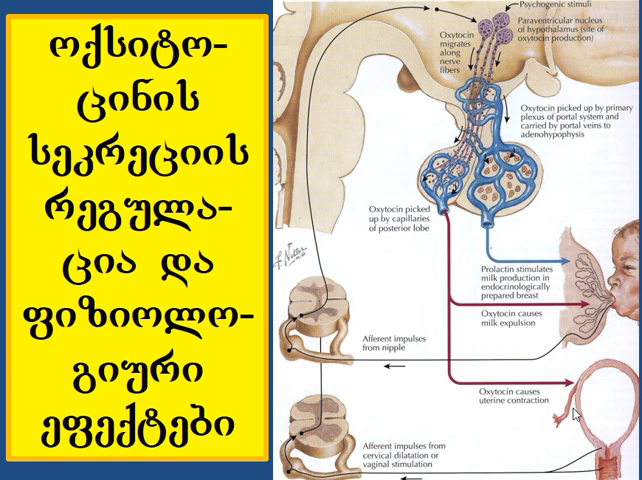 ოქსიტო-
ცინის
სეკრეციის
რეგულა-
ცია და
ფიზიოლო-
გიური
ეფექტები
Psychogenic stimuli
Paraventricular nucleus
of hypothalamus (site of
oxytocin production)
Oxytocin
migrates
along
nerve
fibers
Oxytocin picked up by primary
plexus of portal system and
carried by portal veins to
adenohypophysis
Oxytocin picked
up by capillaries
of posterior lobe
Prolactin stimulates
milk production in
endocrinologically
prepared breast
Oxytocin causes
milk expulsion
Afferent impulses
from nipple
Oxytocin causes
uterine contraction
Afferent impulses from
cervical dilatation or
vaginal stimulation